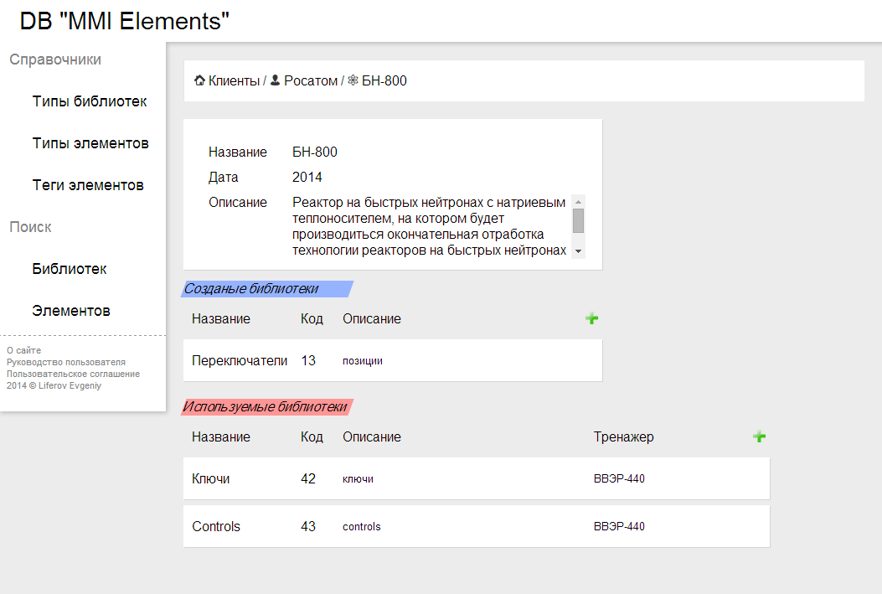 DB "MMI Elements"
Справочники
Типы библиотек
Типы элементов
Теги элементов
Поиск
Библиотек
Элементов
О сайте
Руководство пользователя
Пользовательское соглашение
2014 © Liferov Evgeniy
Клиенты / Росатом / БН-800
Название БН-800
Дата 2014
Описание Реактор на быстрых нейтронах с натриевым
теплоносителем, на котором будет
производиться окончательная отработка
технологии реакторов на быстрых нейтронах
Созданые библиотеки
Название Код Описание
Переключатели 13 позиции
Используемые библиотеки
Название Код Описание Тренажер
Ключи 42 ключи ВВЭР-440
Controls 43 controls ВВЭР-440